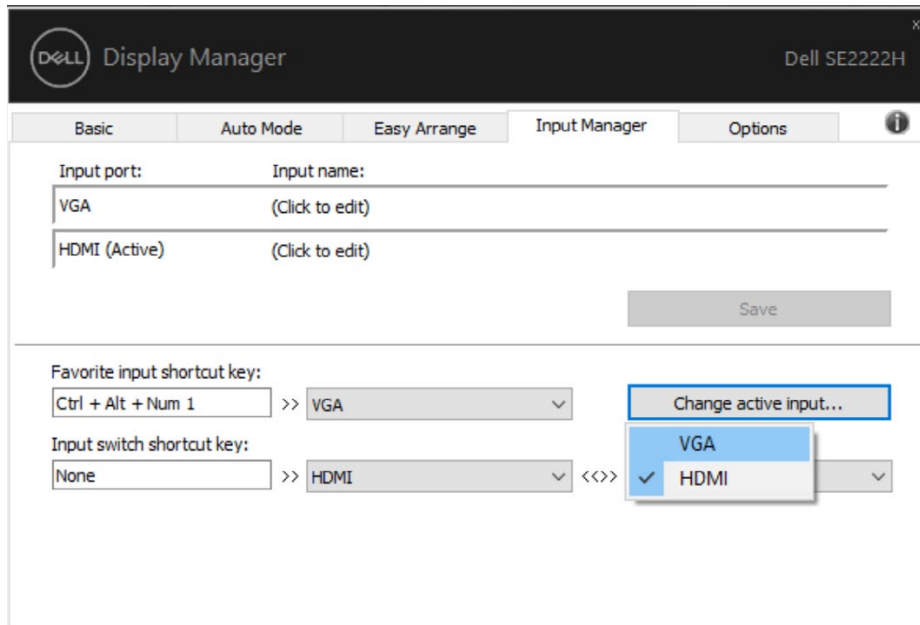 DELL Display Manager
Dell SE2222H
Basic Auto Mode Easy Arrange Input Manager Options
Input port: Input name:
VGA (Click to edit)
HDMI (Active) (Click to edit)
Save
Favorite input shortcut key:
Ctrl + Alt + Num 1 >> VGA Change active input...
Input switch shortcut key:
VGA
None >> HDMI <<>> HDMI